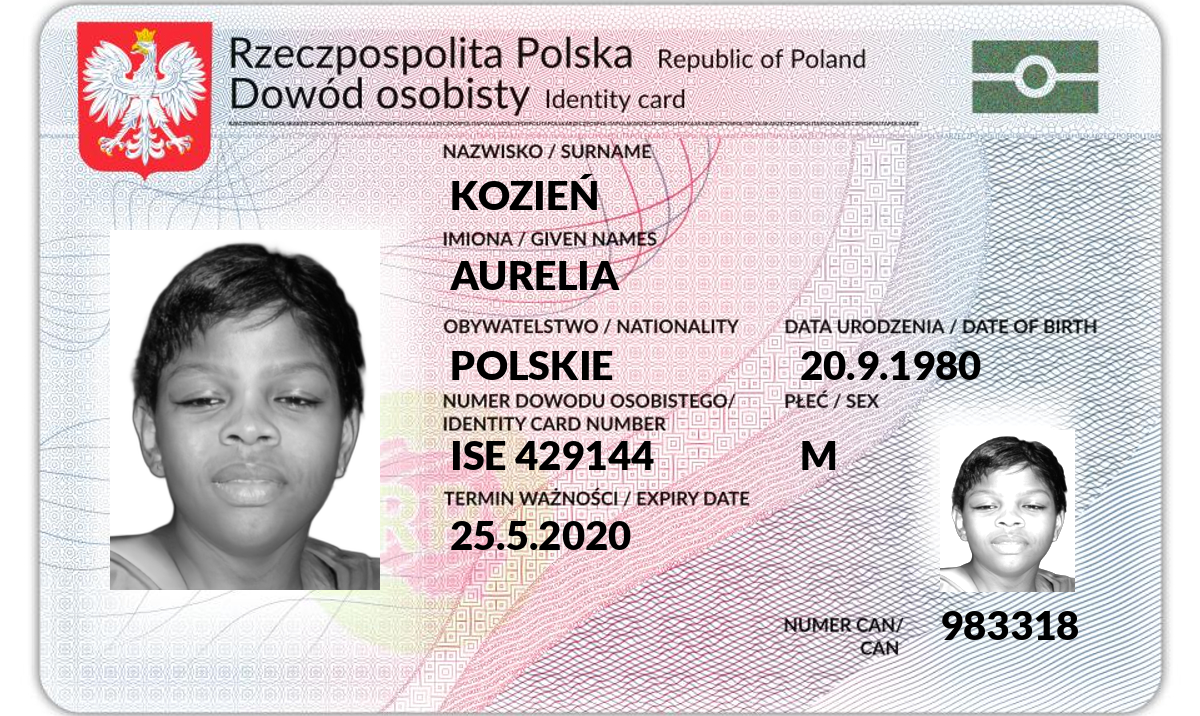 Rzeczpospolita Polska Republic of Poland
Dowód osobisty Identity card
NAZWISKO / SURNAME
KOZIEŃ
IMIONA / GIVEN NAMES
AURELIA
OBYWATELSTWO / NATIONALITY DATA URODZENIA / DATE OF BIRTH
POLSKIE 20.9.1980
NUMER DOWODU OSOBISTEGO/ PŁEĆ / SEX
IDENTITY CARD NUMBER
ISE 429144 M
TERMIN WAŻNOŚCI / EXPIRY DATE
25.5.2020
NUMER CAN/ 983318
CAN